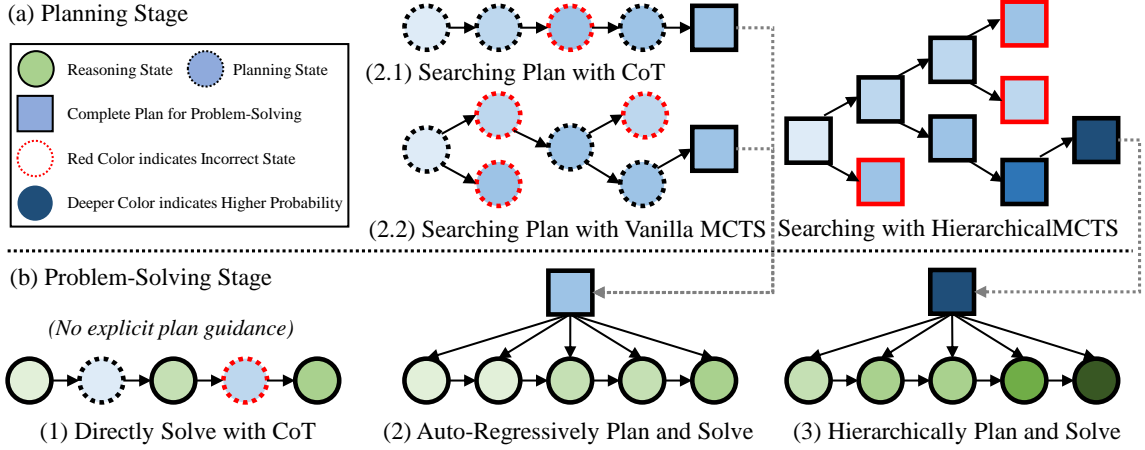 (a) Planning Stage
Reasoning State
Planning State
Complete Plan for Problem-Solving
Red Color indicates Incorrect State
Deeper Color indicates Higher Probability
(2.1) Searching Plan with CoT
(2.2) Searching Plan with Vanilla MCTS
Searching with HierarchicalMCTS
(b) Problem-Solving Stage
(No explicit plan guidance)
(1) Directly Solve with CoT
(2) Auto-Regressively Plan and Solve
(3) Hierarchically Plan and Solve